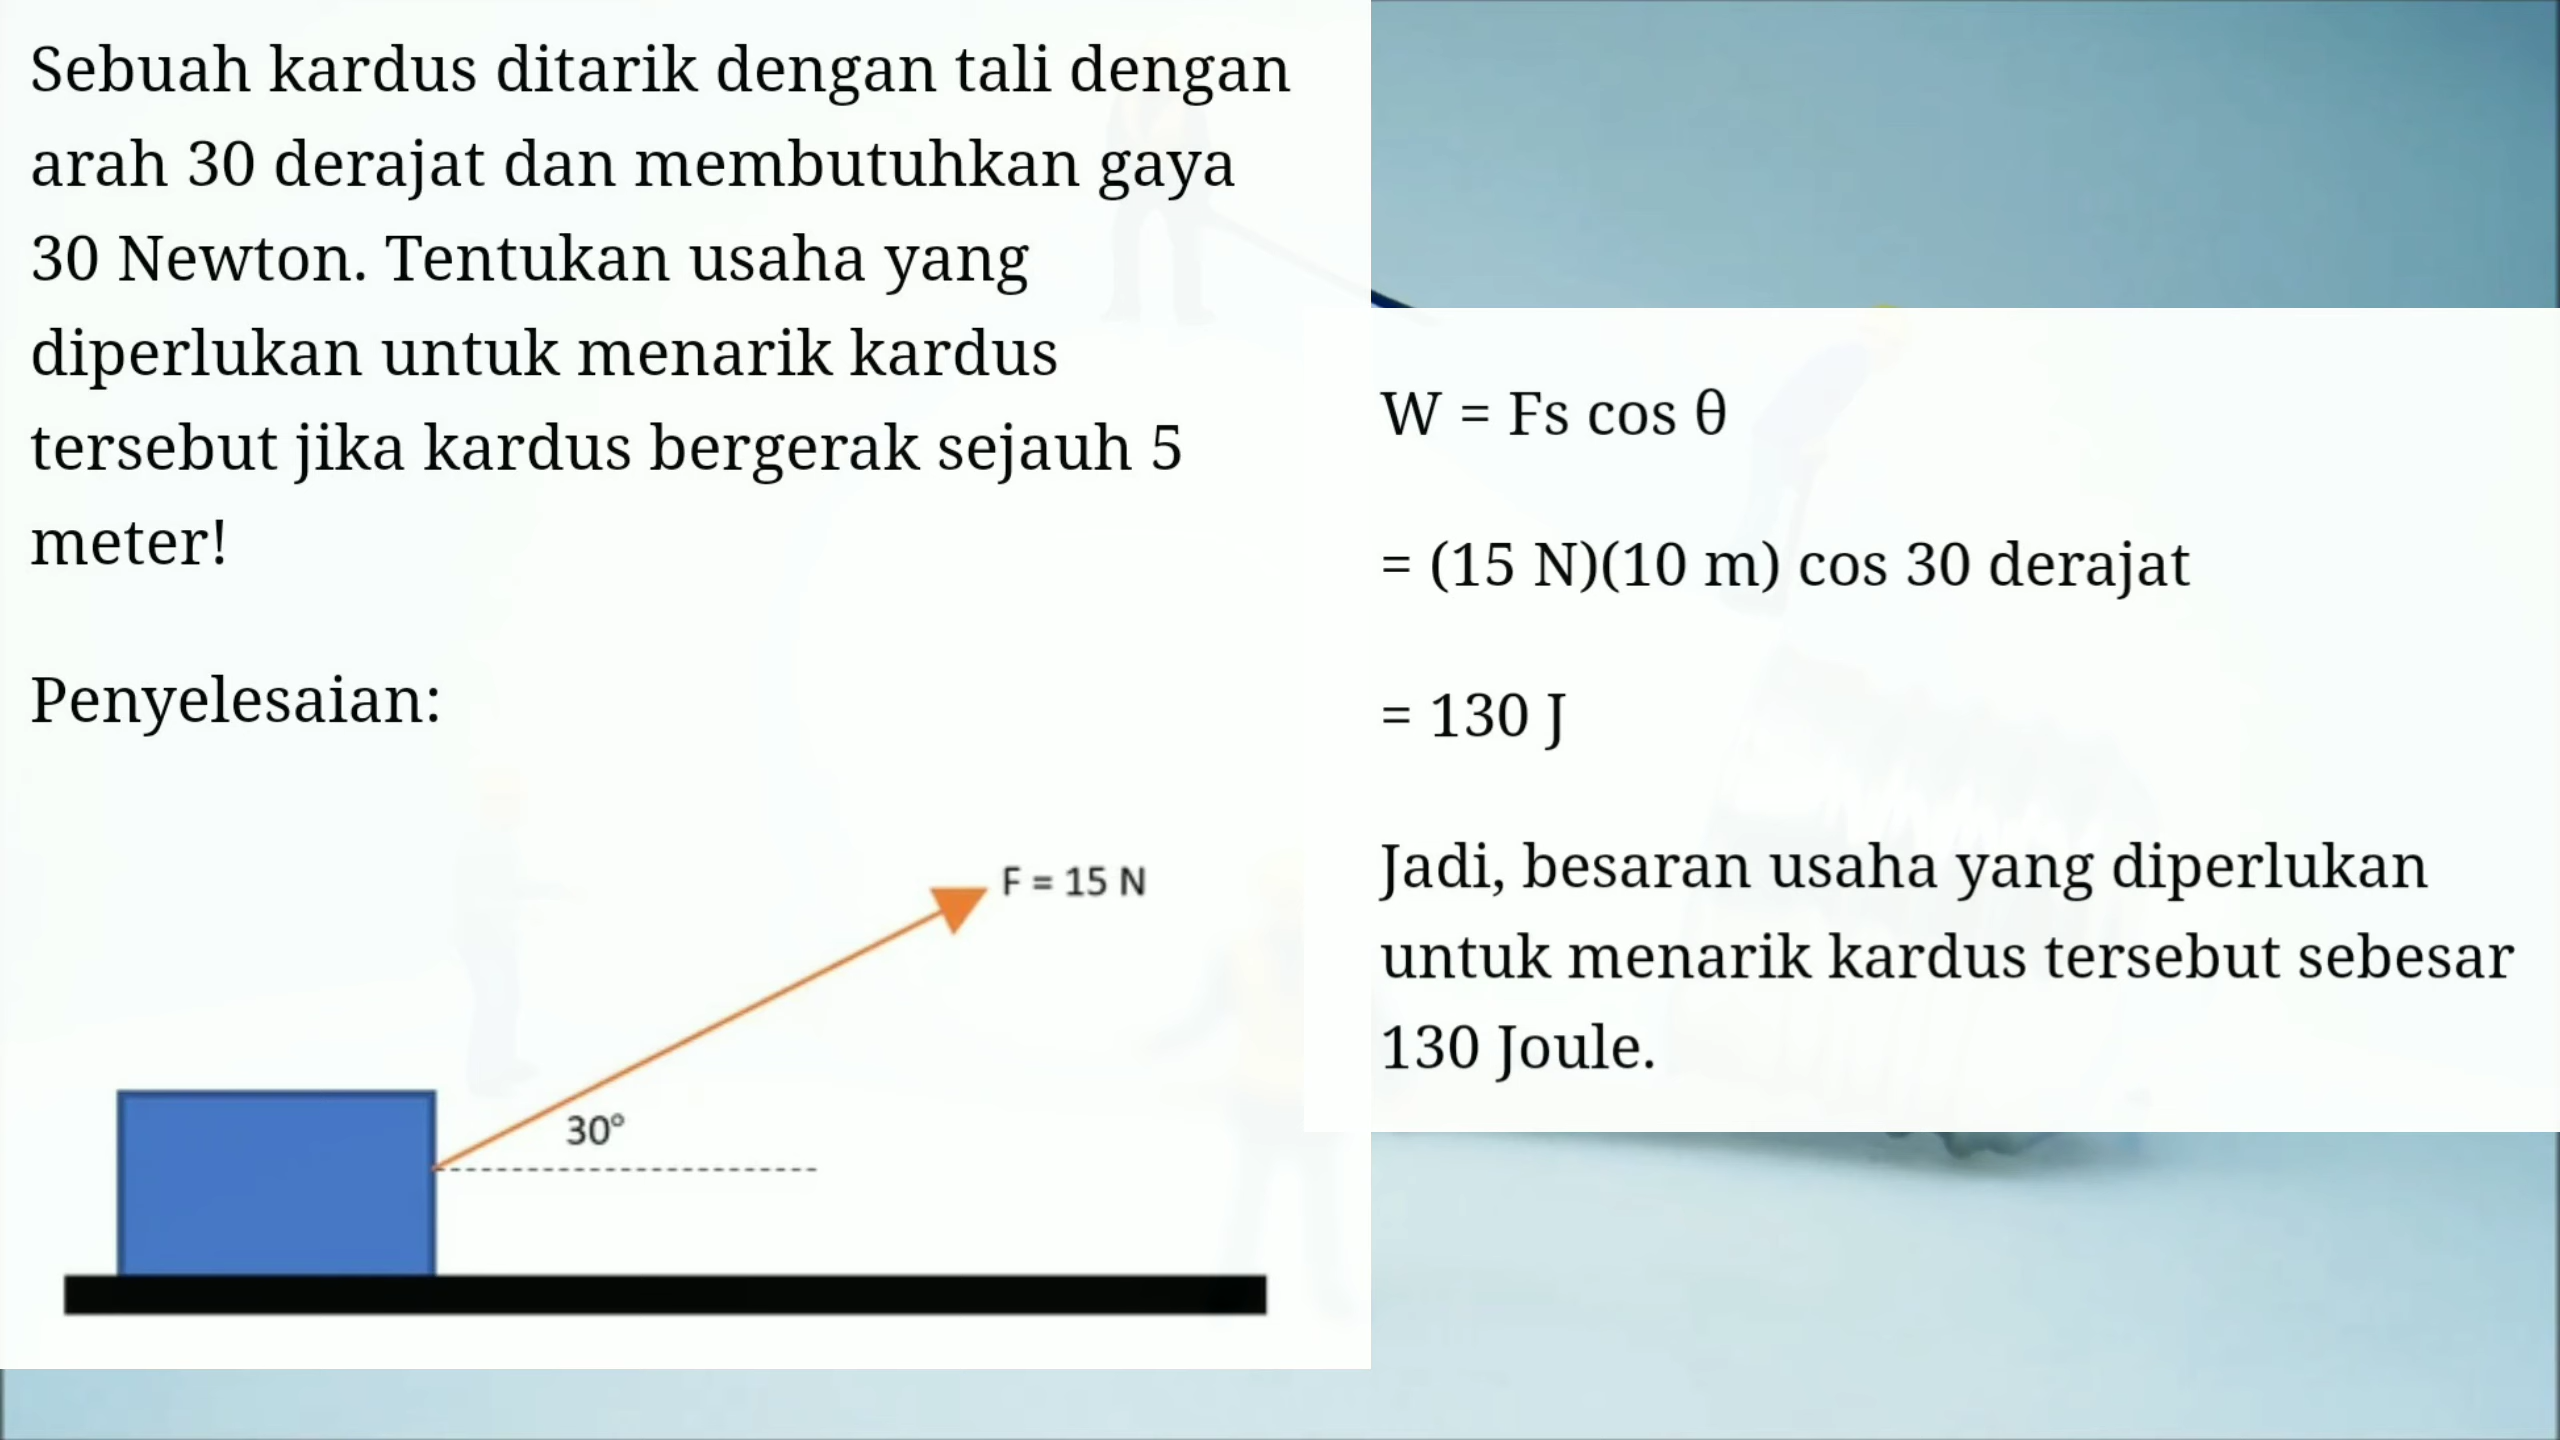 Sebuah kardus ditarik dengan tali dengan
arah 30 derajat dan membutuhkan gaya
30 Newton. Tentukan usaha yang
diperlukan untuk menarik kardus
tersebut jika kardus bergerak sejauh 5
meter!
Penyelesaian:
F = 15 N
30°
W = Fs cos θ
= (15 N)(10 m) cos 30 derajat
= 130 J
Jadi, besaran usaha yang diperlukan
untuk menarik kardus tersebut sebesar
130 Joule.